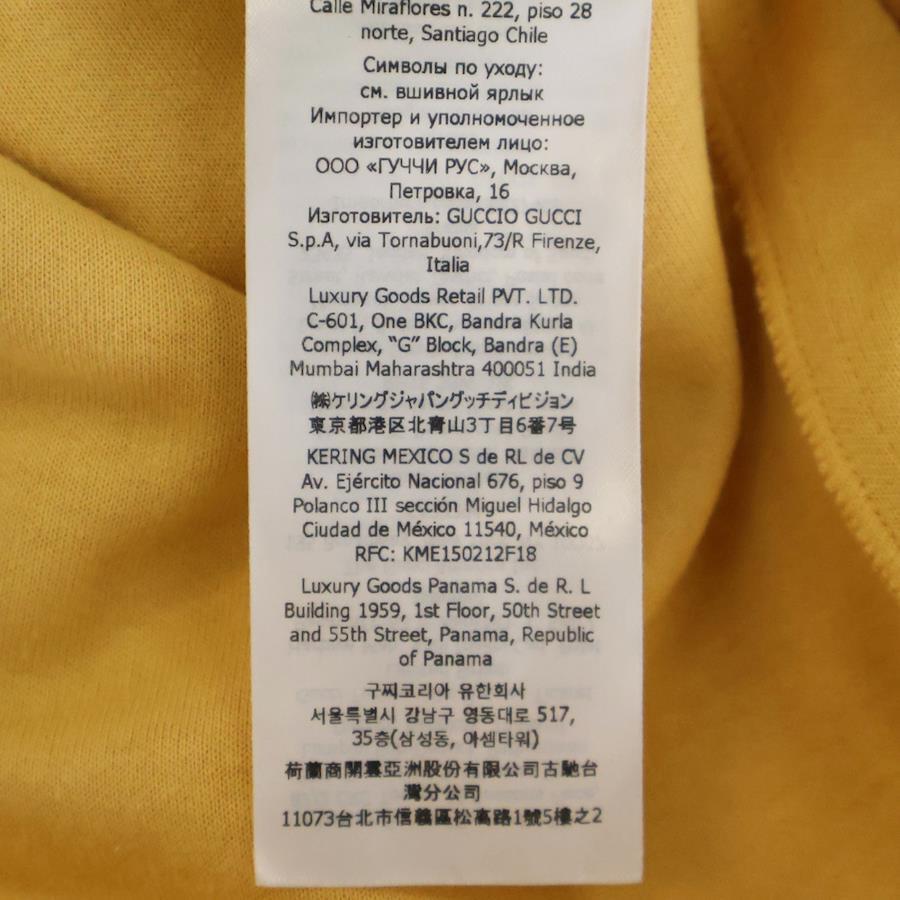 Calle Miraflores n. 222, piso 28
norte, Santiago Chile
Символы по уходу:
см. вшивной ярлык
Импортер и уполномоченное
изготовителем лицо:
ООО «ГУЧЧИ РУС», Москва,
Петровка, 16
Изготовитель: GUCCIO GUCCI
S.p.A, via Tornabuoni,73/R Firenze,
Italia
Luxury Goods Retail PVT. LTD.
C-601, One BKC, Bandra Kurla
Complex, “G” Block, Bandra (E)
Mumbai Maharashtra 400051 India
㈱ケリングジャパングッチディビジョン
東京都港区北青山3丁目6番7号
KERING MEXICO S de RL de CV
Av. Ejército Nacional 676, piso 9
Polanco III sección Miguel Hidalgo
Ciudad de México 11540, México
RFC: KME150212F18
Luxury Goods Panama S. de R. L
Building 1959, 1st Floor, 50th Street
and 55th Street, Panama, Republic
of Panama
구찌코리아 유한회사
서울특별시 강남구 영동대로 517,
35층(삼성동, 아셈타워)
荷蘭商開雲亞洲股份有限公司古馳台
灣分公司
11073台北市信義區松高路1號5樓之2